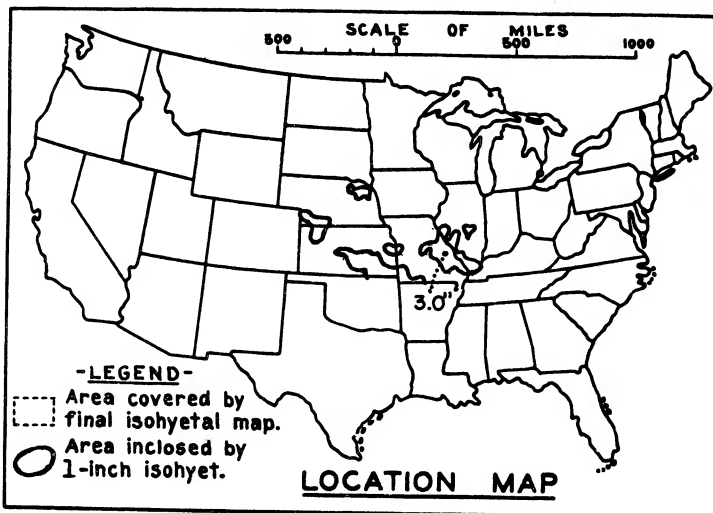 SCALE OF MILES
500 0 500 1000
3.0"
-LEGEND-
Area covered by
final isohyetal map.
Area inclosed by
1-inch isohyet.
LOCATION MAP